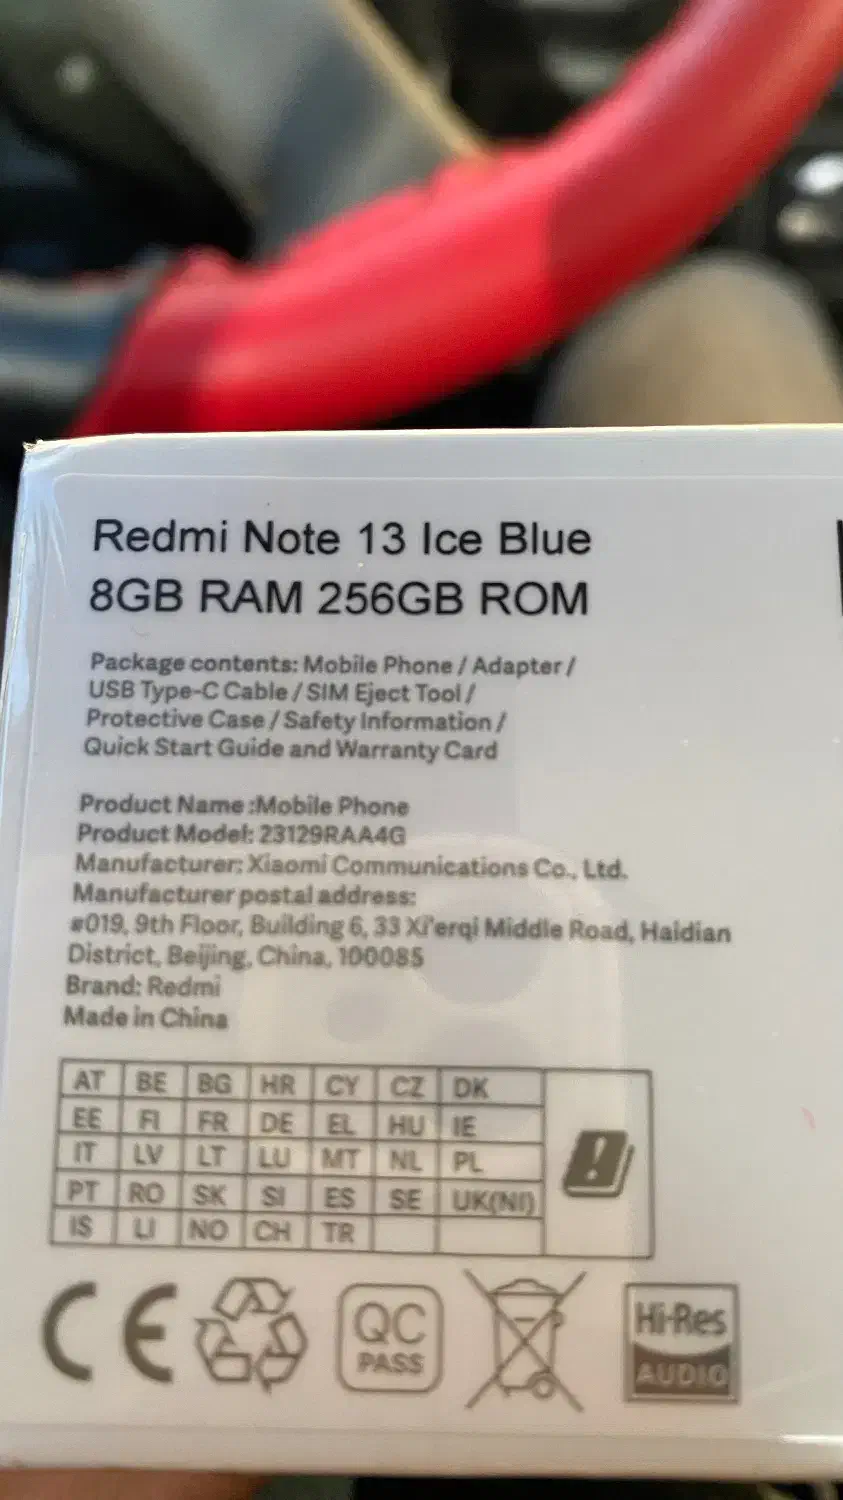 Redmi Note 13 Ice Blue
8GB RAM 256GB ROM
Package contents: Mobile Phone / Adapter /
USB Type-C Cable / SIM Eject Tool /
Protective Case / Safety Information /
Quick Start Guide and Warranty Card
Product Name :Mobile Phone
Product Model: 23129RAA4G
Manufacturer: Xiaomi Communications Co., Ltd.
Manufacturer postal address:
#019, 9th Floor, Building 6, 33 Xi'erqi Middle Road, Haidian
District, Beijing, China, 100085
Brand: Redmi
Made in China
AT BE BG HR CY CZ DK
EE FI FR DE EL HU IE
IT LV LT LU MT NL PL
PT RO SK SI ES SE UK(NI)
IS LI NO CH TR
CE
QC
PASS
Hi-Res
AUDIO